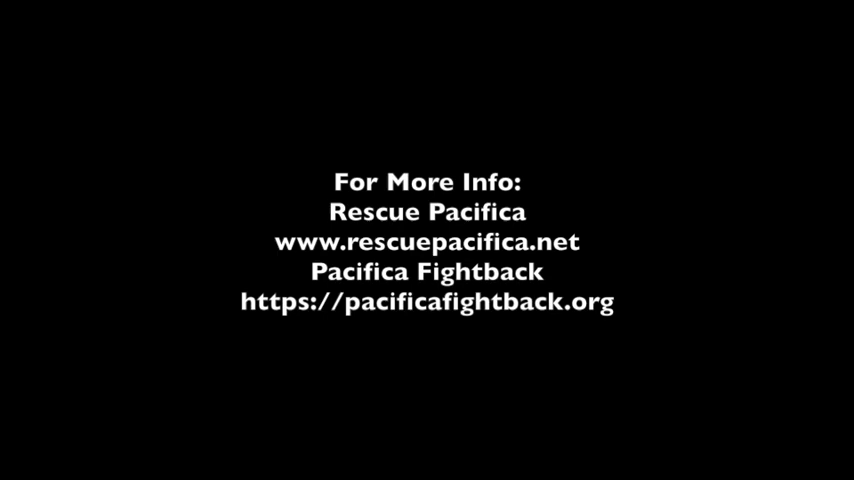 For More Info:
Rescue Pacifica
www.rescuepacifica.net
Pacifica Fightback
https://pacificafightback.org